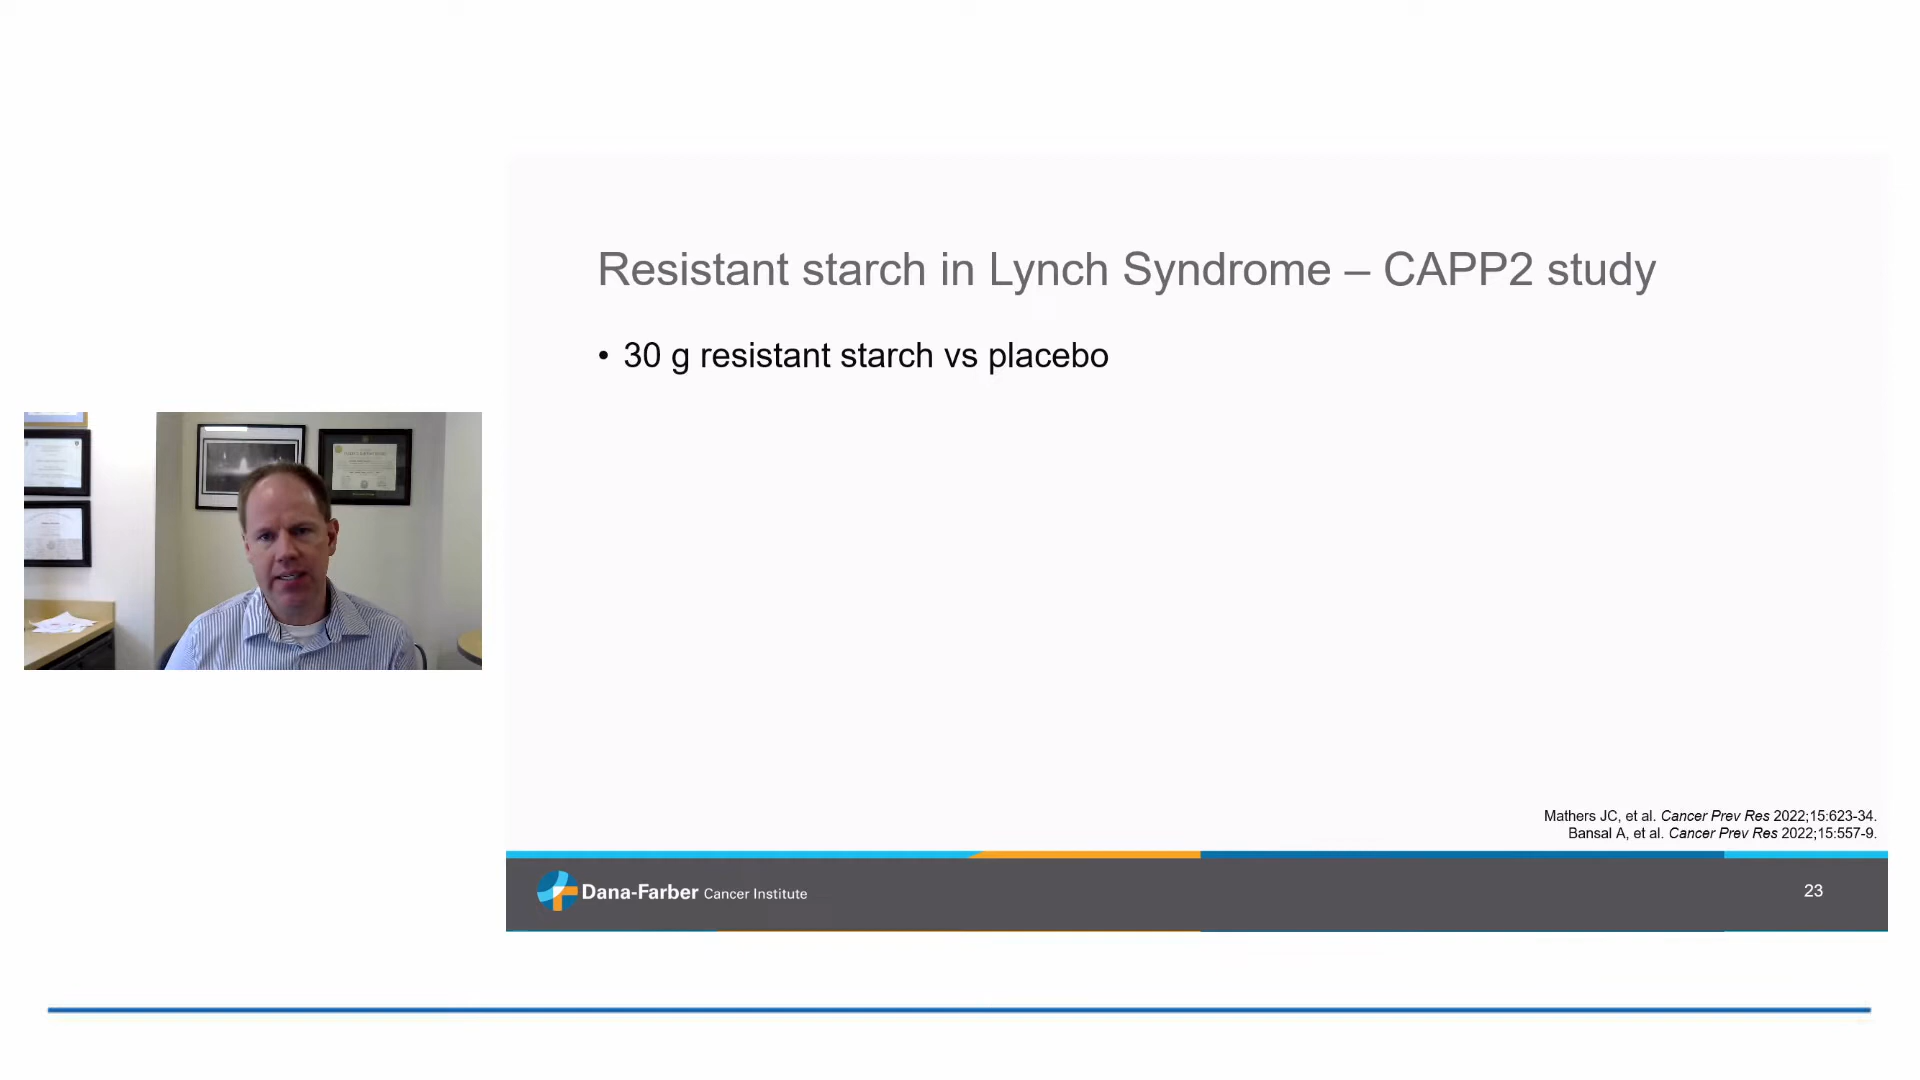 Resistant starch in Lynch Syndrome – CAPP2 study
• 30 g resistant starch vs placebo
Mathers JC, et al. Cancer Prev Res 2022;15:623-34.
Bansal A, et al. Cancer Prev Res 2022;15:557-9.
Dana-Farber Cancer Institute
23